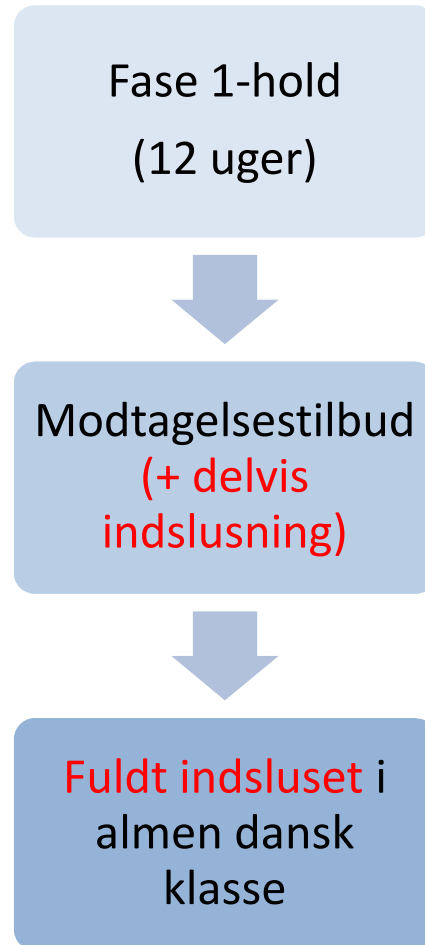 Fase 1-hold
(12 uger)
Modtagelsestilbud
(+ delvis
indslusning)
Fuldt indsluset i
almen dansk
klasse